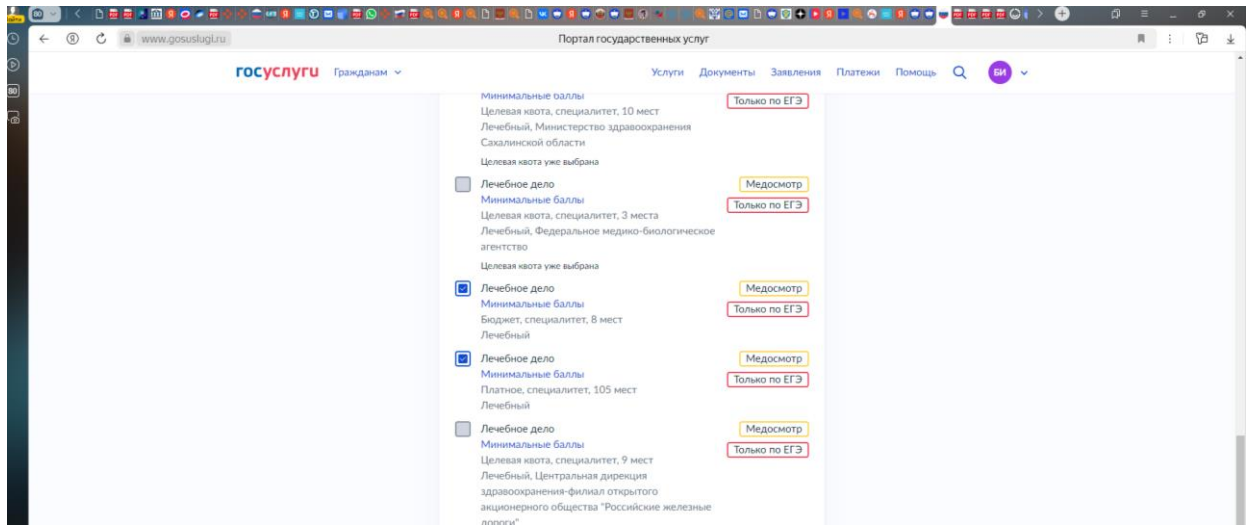 80
www.gosuslugi.ru
Портал государственных услуг
80
госуслуги Гражданам
Услуги Документы Заявления Платежи Помощь БИ
Минимальные баллы
Только по ЕГЭ
Целевая квота, специалитет, 10 мест
Лечебный, Министерство здравоохранения
Сахалинской области
Целевая квота уже выбрана
Лечебное дело
Медосмотр
Минимальные баллы
Только по ЕГЭ
Целевая квота, специалитет, 3 места
Лечебный, Федеральное медико-биологическое
агентство
Целевая квота уже выбрана
Лечебное дело
Медосмотр
Минимальные баллы
Только по ЕГЭ
Бюджет, специалитет, 8 мест
Лечебный
Лечебное дело
Медосмотр
Минимальные баллы
Только по ЕГЭ
Платное, специалитет, 105 мест
Лечебный
Лечебное дело
Медосмотр
Минимальные баллы
Только по ЕГЭ
Целевая квота, специалитет, 9 мест
Лечебный, Центральная дирекция
здравоохранения-филиал открытого
акционерного общества "Российские железные
дороги"